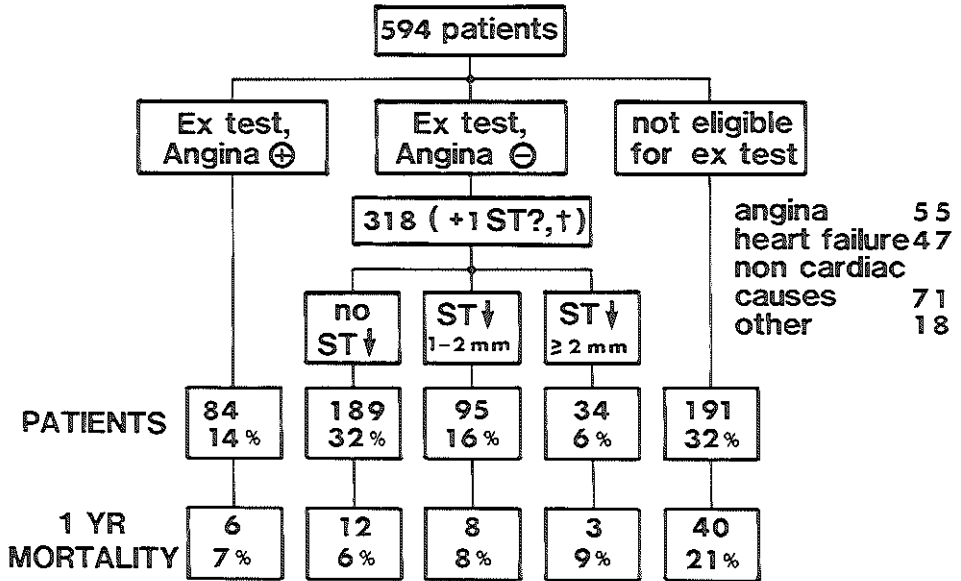 594 patients
Ex test,
Angina ⊕
Ex test,
Angina ⊖
not eligible
for ex test
318 ( +1 ST?,†)
angina 55
heart failure 47
non cardiac
causes 71
other 18
no
ST↓
ST↓
1-2 mm
ST↓
≥ 2 mm
PATIENTS
84
14 %
189
32 %
95
16 %
34
6 %
191
32 %
1 YR
MORTALITY
6
7 %
12
6 %
8
8 %
3
9 %
40
21 %